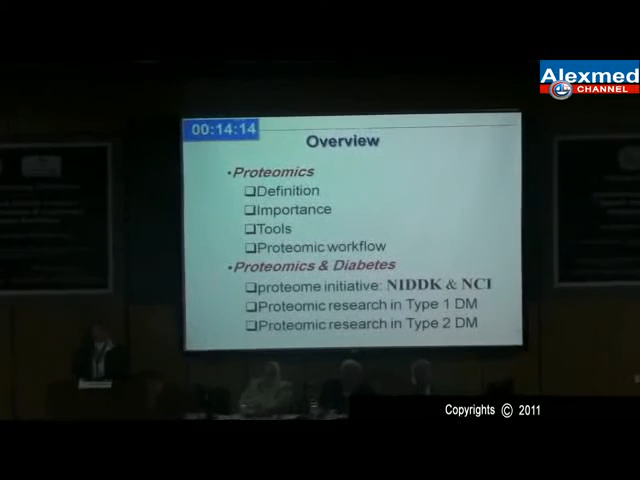 Alexmed
CHANNEL
00:14:14
Overview
•Proteomics
❑Definition
❑Importance
❑Tools
❑Proteomic workflow
•Proteomics & Diabetes
❑proteome initiative: NIDDK & NCI
❑Proteomic research in Type 1 DM
❑Proteomic research in Type 2 DM
Copyrights © 2011